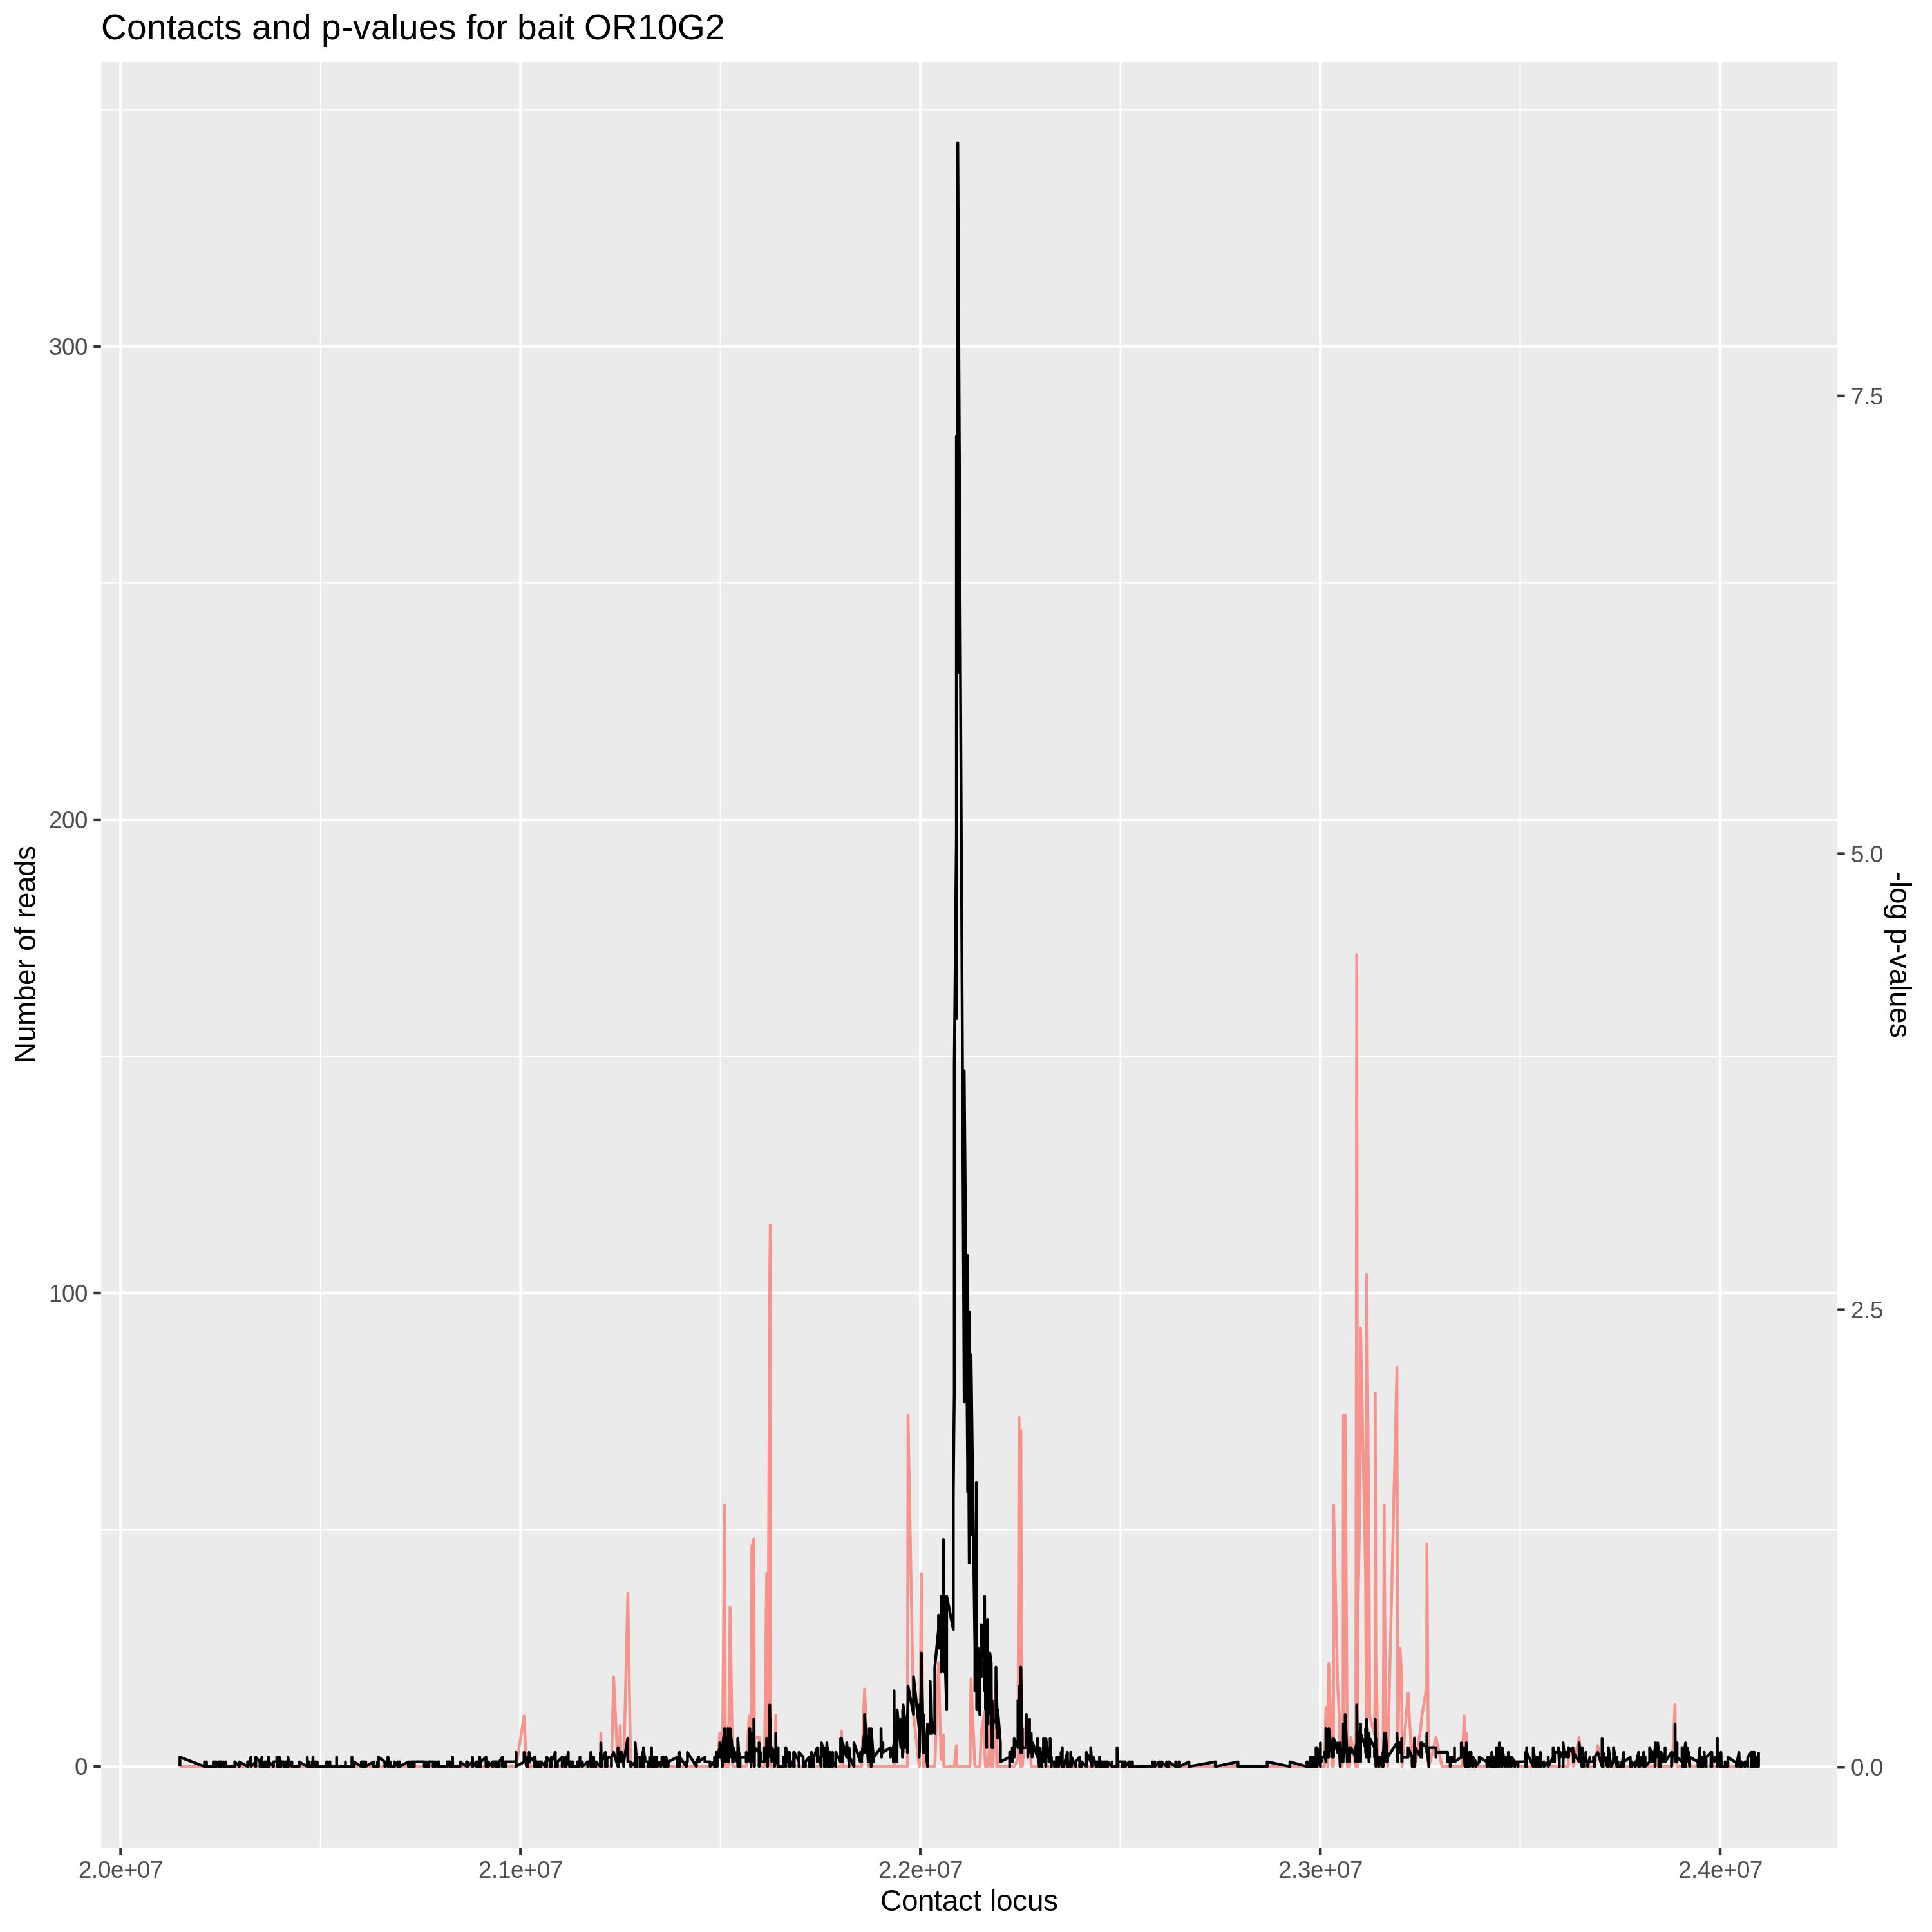 Contacts and p-values for bait OR10G2
300
200
100
0
Number of reads
7.5
5.0
2.5
0.0
-log p-values
2.0e+07
2.1e+07
2.2e+07
2.3e+07
2.4e+07
Contact locus